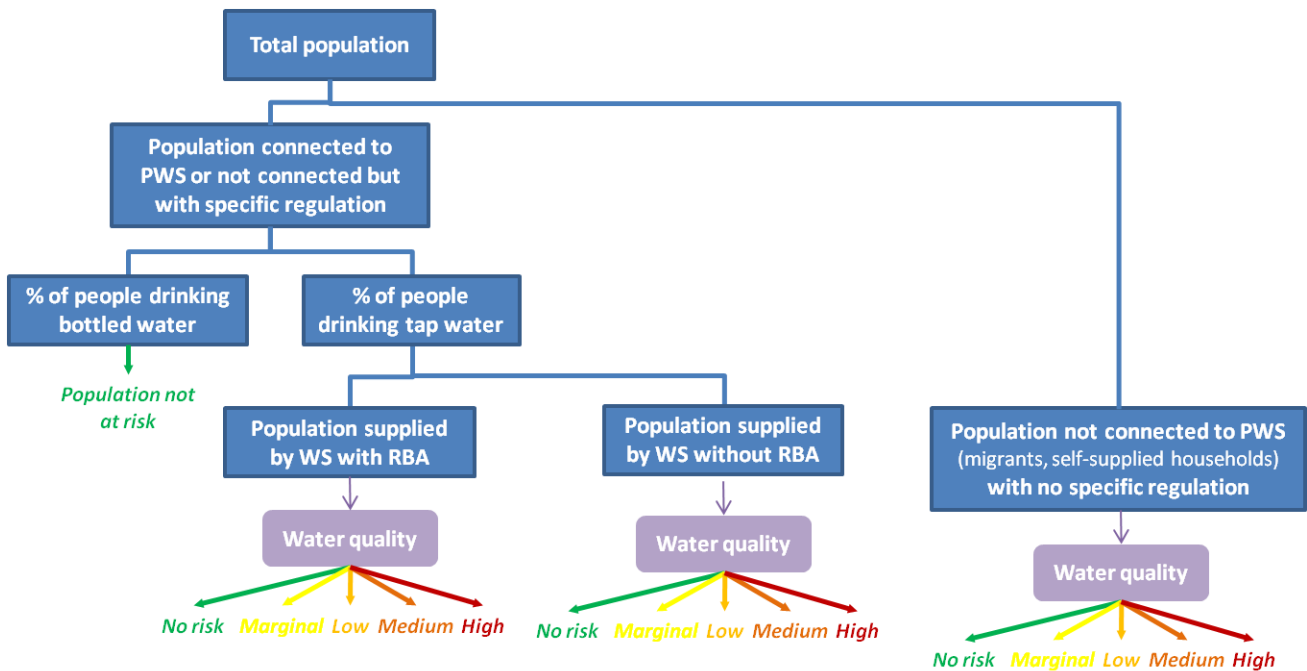 Total population
Population connected to
PWS or not connected but
with specific regulation
% of people drinking
bottled water
% of people
drinking tap water
Population not
at risk
Population supplied
by WS with RBA
Population supplied
by WS without RBA
Population not connected to PWS
(migrants, self-supplied households)
with no specific regulation
Water quality
Water quality
Water quality
No risk Marginal Low Medium High
No risk Marginal Low Medium High
No risk Marginal Low Medium High